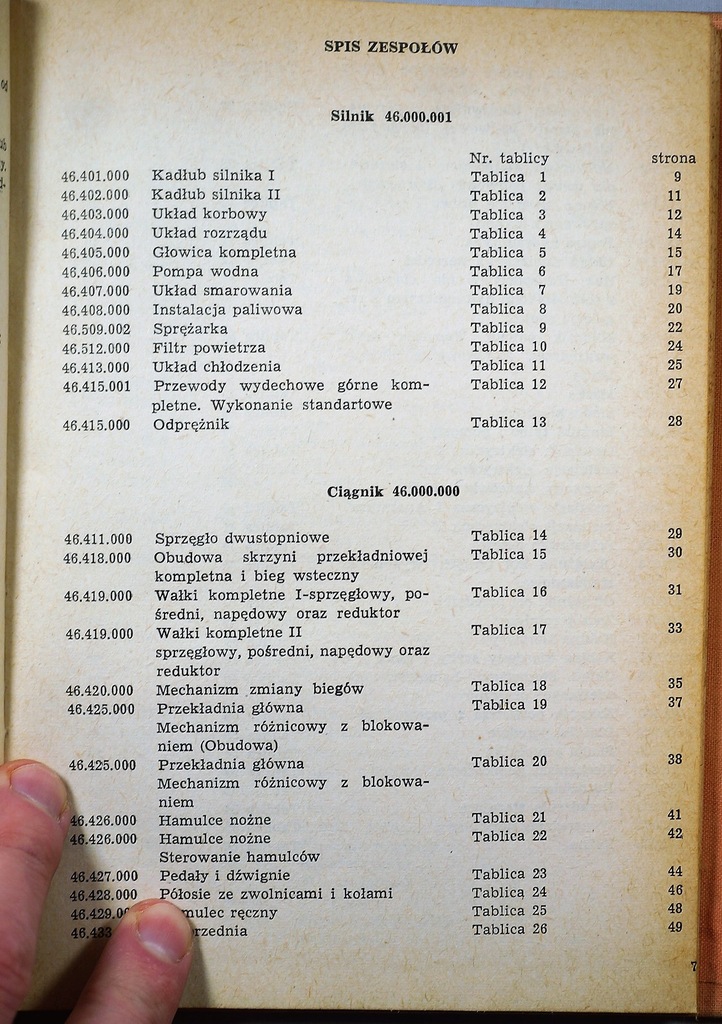 SPIS ZESPOŁÓW
Silnik 46.000.001
Nr. tablicy strona
46.401.000 Kadłub silnika I Tablica 1 9
46.402.000 Kadłub silnika II Tablica 2 11
46.403.000 Układ korbowy Tablica 3 12
46.404.000 Układ rozrządu Tablica 4 14
46.405.000 Głowica kompletna Tablica 5 15
46.406.000 Pompa wodna Tablica 6 17
46.407.000 Układ smarowania Tablica 7 19
46.408.000 Instalacja paliwowa Tablica 8 20
46.509.002 Sprężarka Tablica 9 22
46.512.000 Filtr powietrza Tablica 10 24
46.413.000 Układ chłodzenia Tablica 11 25
46.415.001 Przewody wydechowe górne kom- Tablica 12 27
pletne. Wykonanie standartowe
46.415.000 Odprężnik Tablica 13 28
Ciągnik 46.000.000
46.411.000 Sprzęgło dwustopniowe Tablica 14 29
46.418.000 Obudowa skrzyni przekładniowej Tablica 15 30
kompletna i bieg wsteczny
46.419.000 Wałki kompletne I-sprzęgłowy, po- Tablica 16 31
średni, napędowy oraz reduktor
46.419.000 Wałki kompletne II Tablica 17 33
sprzęgłowy, pośredni, napędowy oraz
reduktor
46.420.000 Mechanizm zmiany biegów Tablica 18 35
46.425.000 Przekładnia główna Tablica 19 37
Mechanizm różnicowy z blokowa-
niem (Obudowa)
46.425.000 Przekładnia główna Tablica 20 38
Mechanizm różnicowy z blokowa-
niem
46.426.000 Hamulce nożne Tablica 21 41
46.426.000 Hamulce nożne Tablica 22 42
Sterowanie hamulców
46.427.000 Pedały i dźwignie Tablica 23 44
46.428.000 Półosie ze zwolnicami i kołami Tablica 24 46
ręczny Tablica 25 48
Tablica 26 49
7